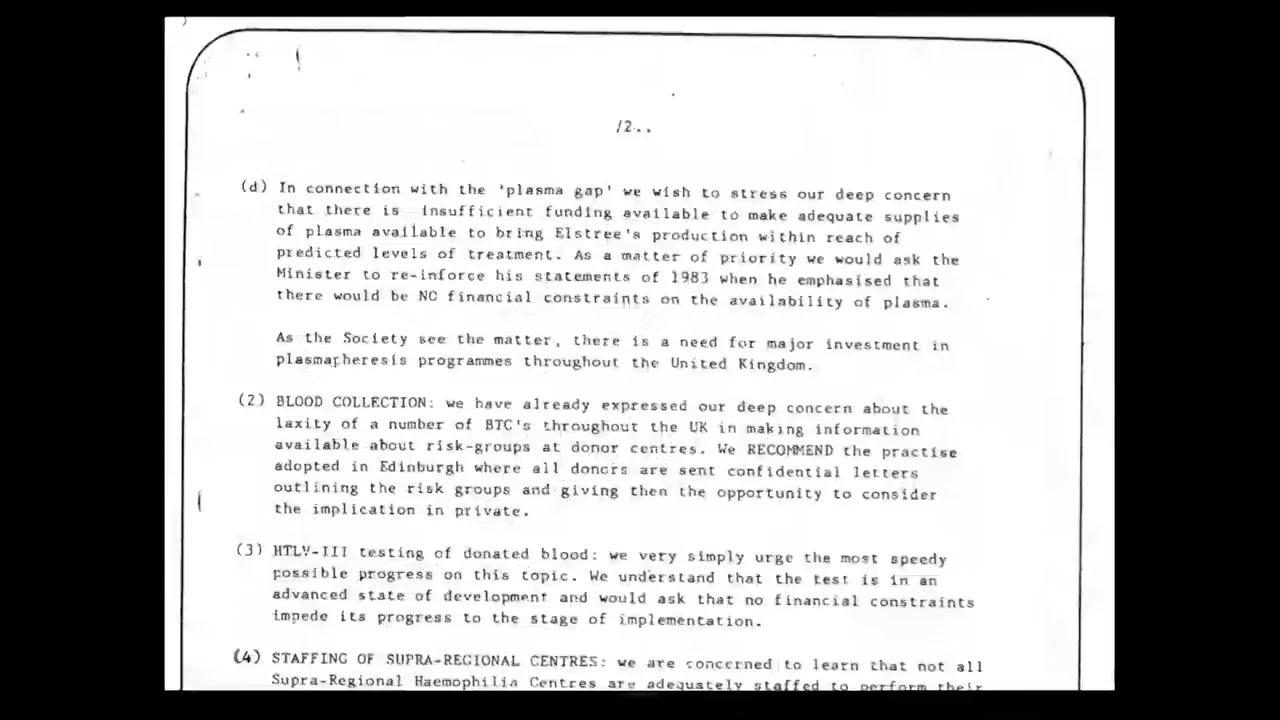 /2..
(d) In connection with the 'plasma gap' we wish to stress our deep concern
that there is insufficient funding available to make adequate supplies
of plasma available to bring Elstree's production within reach of
predicted levels of treatment. As a matter of priority we would ask the
Minister to re-inforce his statements of 1983 when he emphasised that
there would be NO financial constraints on the availability of plasma.
As the Society see the matter, there is a need for major investment in
plasmapheresis programmes throughout the United Kingdom.
(2) BLOOD COLLECTION: we have already expressed our deep concern about the
laxity of a number of BTC's throughout the UK in making information
available about risk-groups at donor centres. We RECOMMEND the practise
adopted in Edinburgh where all donors are sent confidential letters
outlining the risk groups and giving then the opportunity to consider
the implication in private.
(3) HTLV-III testing of donated blood: we very simply urge the most speedy
possible progress on this topic. We understand that the test is in an
advanced state of development and would ask that no financial constraints
impede its progress to the stage of implementation.
(4) STAFFING OF SUPRA-REGIONAL CENTRES: we are concerned to learn that not all
Supra-Regional Haemophilia Centres are adequately staffed to perform their